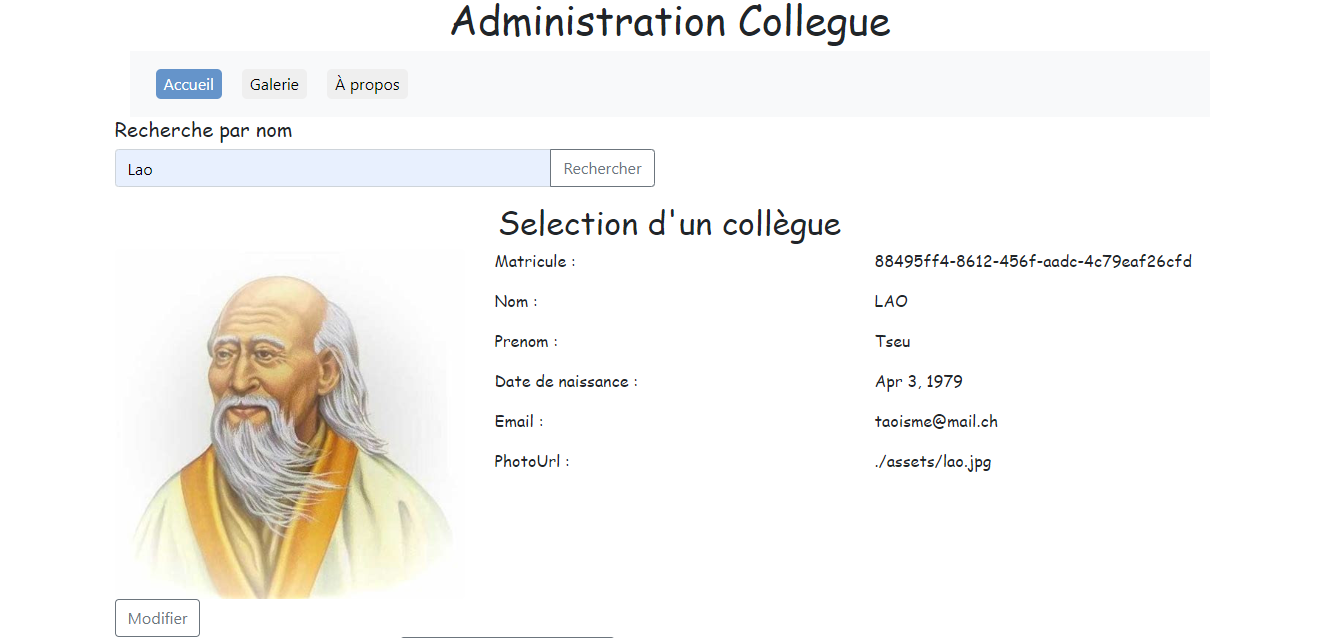 Administration Collegue
Accueil Galerie À propos
Recherche par nom
Lao Rechercher
Selection d'un collègue
Matricule : 88495ff4-8612-456f-aadc-4c79eaf26cfd
Nom : LAO
Prenom : Tseu
Date de naissance : Apr 3, 1979
Email : taoisme@mail.ch
PhotoUrl : ./assets/lao.jpg
Modifier